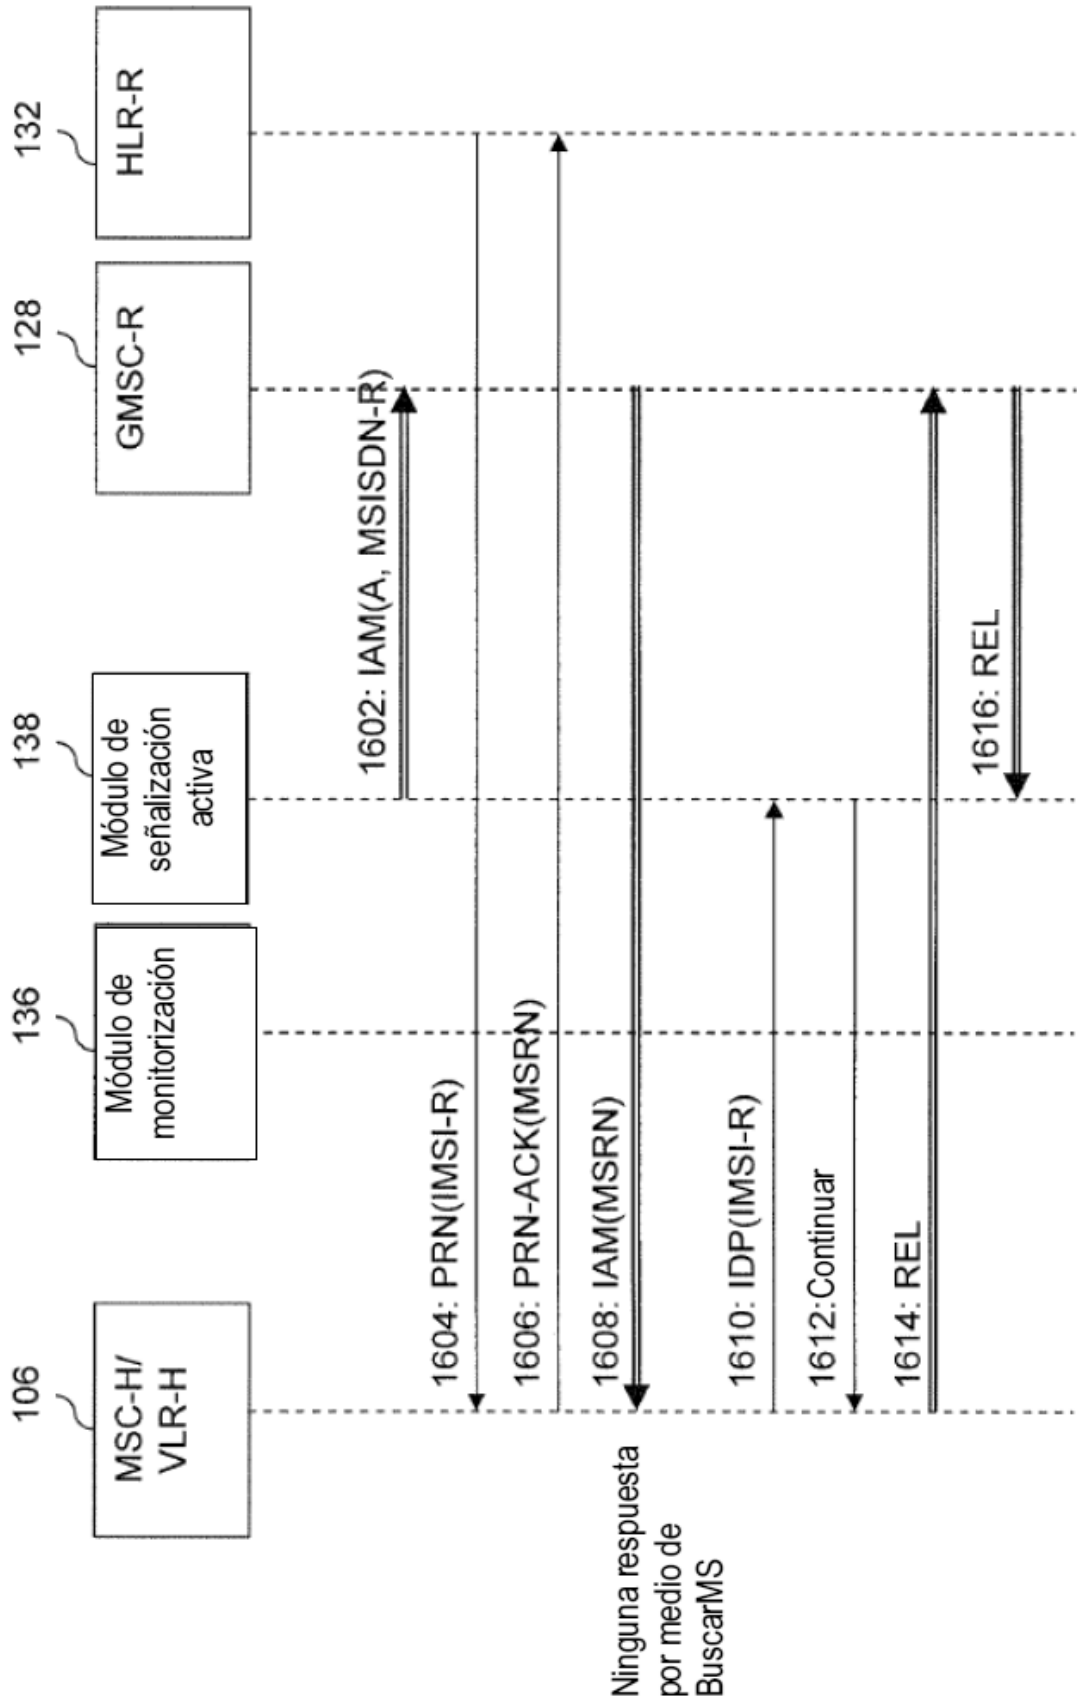 106
136
138
128
132
MSC-H/
VLR-H
Módulo de
monitorización
Módulo de
señalización
activa
GMSC-R
HLR-R
1602: IAM(A, MSISDN-R)
1604: PRN(IMSI-R)
1606: PRN-ACK(MSRN)
1608: IAM(MSRN)
Ninguna respuesta
por medio de
BuscarMS
1610: IDP(IMSI-R)
1612:Continuar
1614: REL
1616: REL